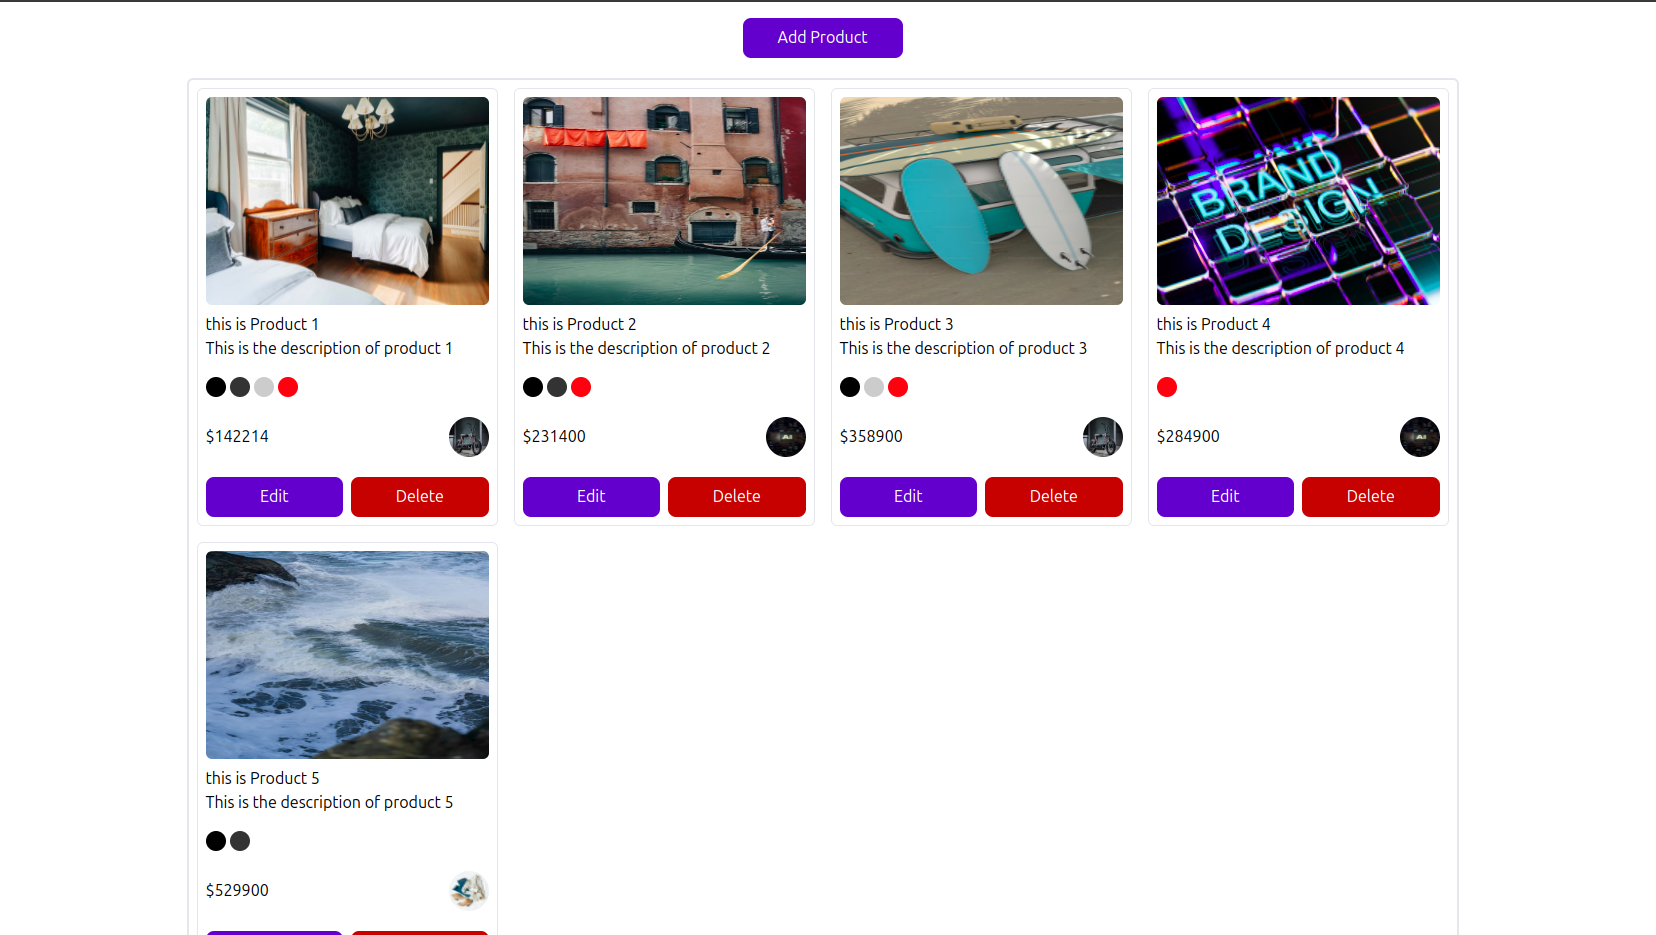 Add Product
BRAND
DESIGN
this is Product 1
This is the description of product 1
$142214
Edit
Delete
this is Product 2
This is the description of product 2
$231400
AI
Edit
Delete
this is Product 3
This is the description of product 3
$358900
Edit
Delete
this is Product 4
This is the description of product 4
$284900
AI
Edit
Delete
this is Product 5
This is the description of product 5
$529900